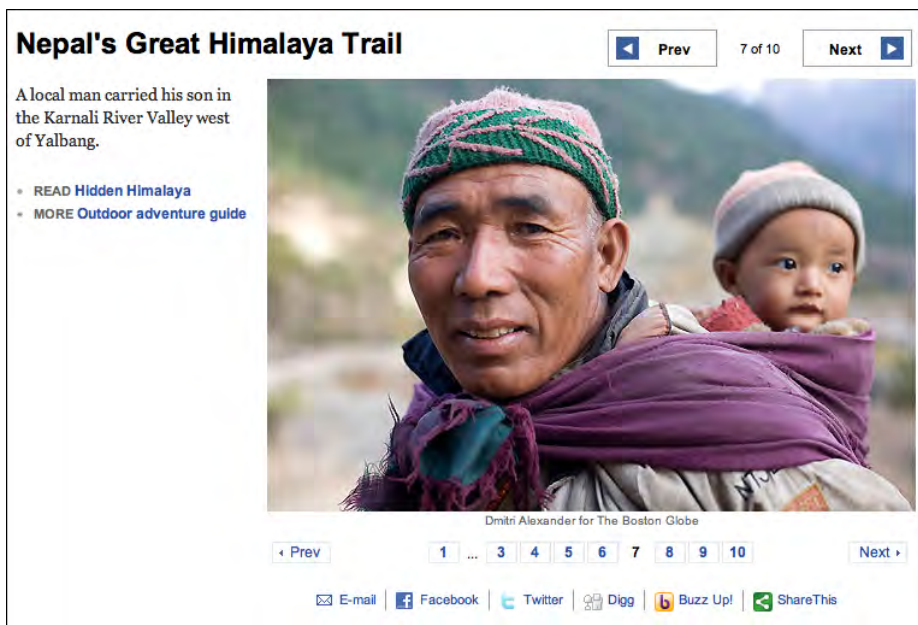 Nepal's Great Himalaya Trail
Prev
7 of 10
Next
A local man carried his son in
the Karnali River Valley west
of Yalbang.
READ Hidden Himalaya
MORE Outdoor adventure guide
NTJ
Dmitri Alexander for The Boston Globe
‹ Prev
1 ... 3 4 5 6 7 8 9 10
Next ›
E-mail
Facebook
Twitter
Digg
Buzz Up!
ShareThis